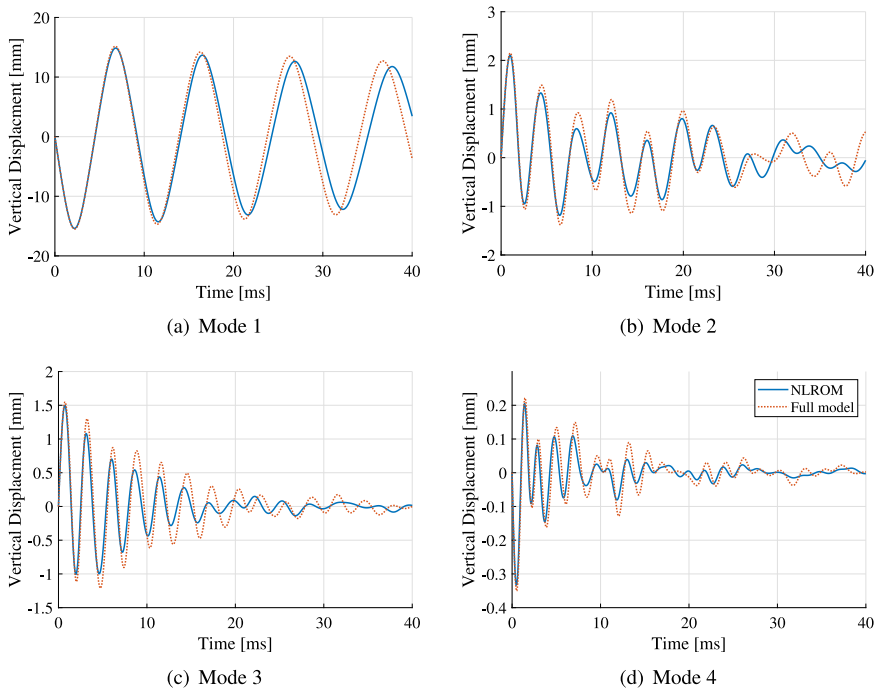 Vertical Displacment [mm]
20
10
0
-10
-20
0 10 20 30 40
Time [ms]
(a) Mode 1
Vertical Displacment [mm]
3
2
1
0
-1
-2
0 10 20 30 40
Time [ms]
(b) Mode 2
Vertical Displacment [mm]
2
1.5
1
0.5
0
-0.5
-1
-1.5
0 10 20 30 40
Time [ms]
(c) Mode 3
Vertical Displacment [mm]
0.2
0.1
0
-0.1
-0.2
-0.3
-0.4
0 10 20 30 40
NLROM
Full model
Time [ms]
(d) Mode 4